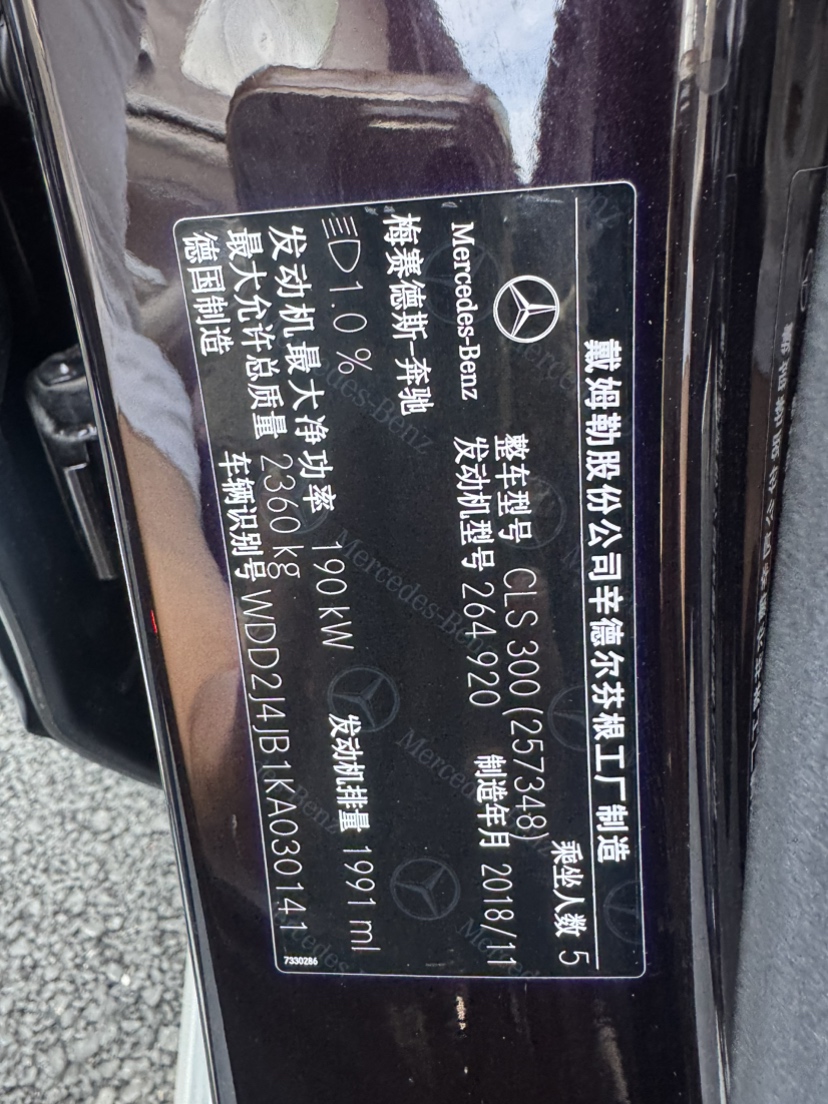 戴姆勒股份公司辛德尔芬根工厂制造
Mercedes-Benz
梅赛德斯-奔驰
整车型号 CLS 300 (257348) 乘坐人数 5
发动机型号 264 920 制造年月 2018/11
1.0 %
发动机最大净功率 190 kW 发动机排量 1991 ml
最大允许总质量 2360 kg
德国制造 车辆识别号 WDD2J4JB1KA030141
7330286